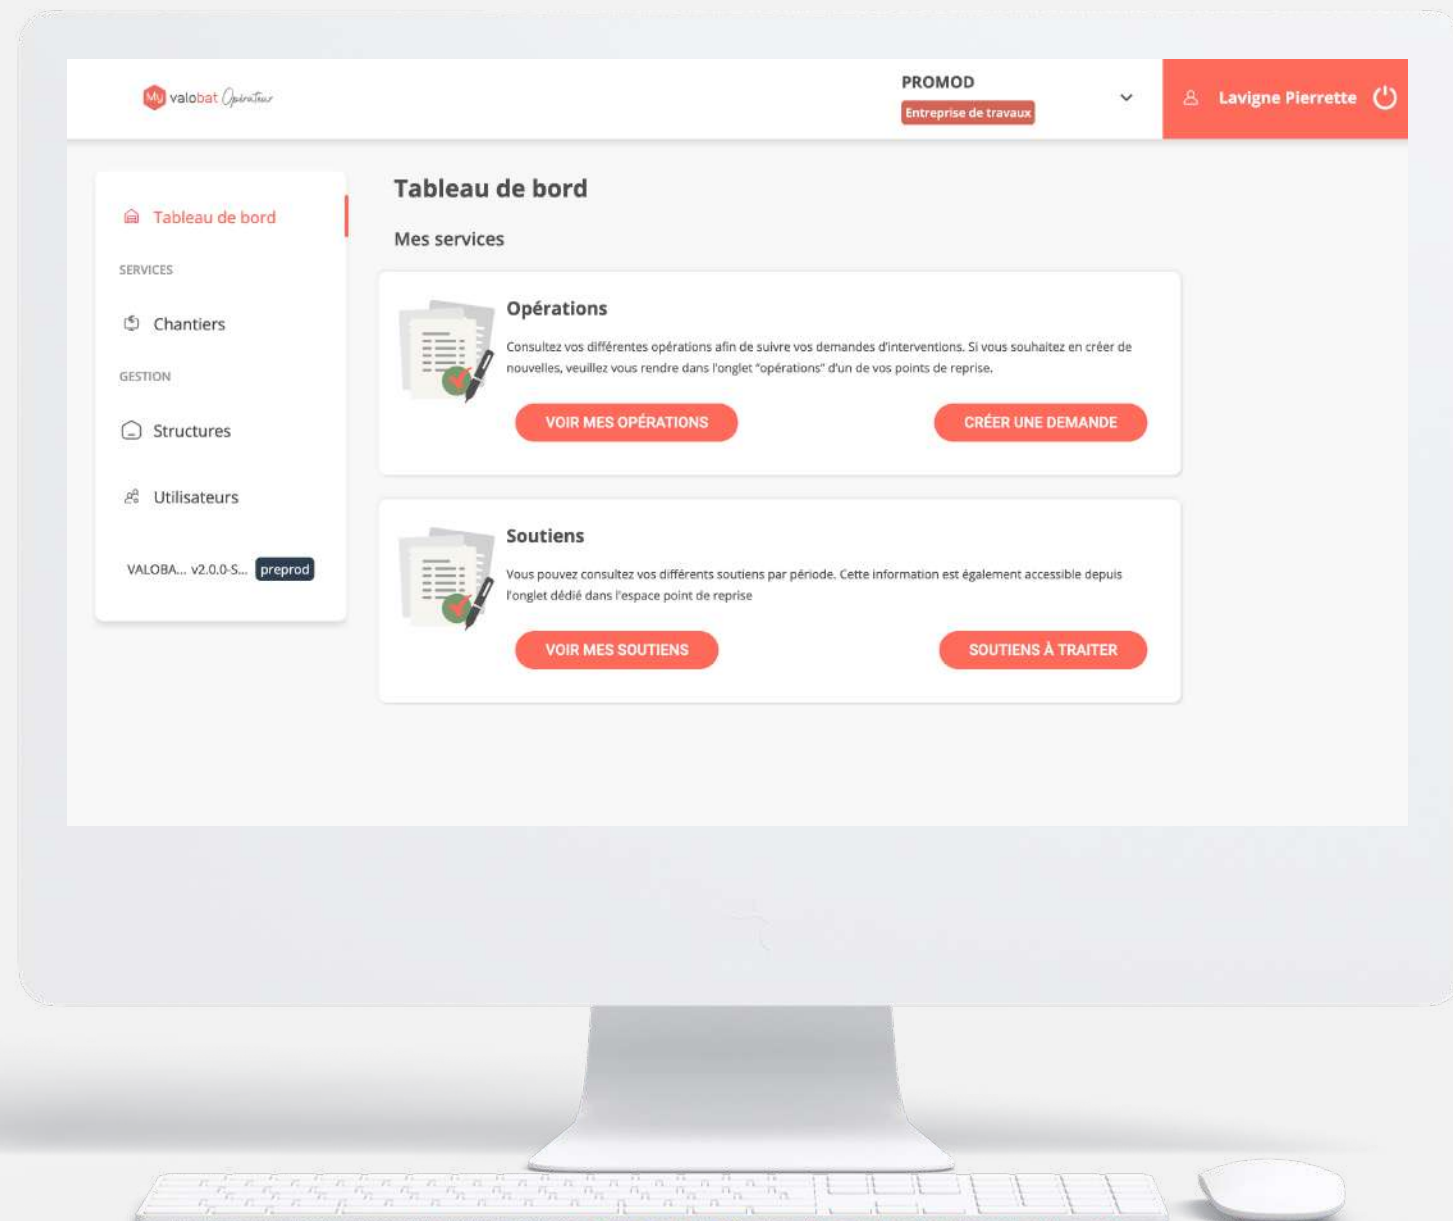 My valobat Opérateur
PROMOD
Entreprise de travaux
Lavigne Pierrette
Tableau de bord
SERVICES
Chantiers
GESTION
Structures
Utilisateurs
VALOBA... v2.0.0-S... preprod
Tableau de bord
Mes services
Opérations
Consultez vos différentes opérations afin de suivre vos demandes d'interventions. Si vous souhaitez en créer de
nouvelles, veuillez vous rendre dans l'onglet "opérations" d'un de vos points de reprise.
VOIR MES OPÉRATIONS
CRÉER UNE DEMANDE
Soutiens
Vous pouvez consultez vos différents soutiens par période. Cette information est également accessible depuis
l'onglet dédié dans l'espace point de reprise
VOIR MES SOUTIENS
SOUTIENS À TRAITER